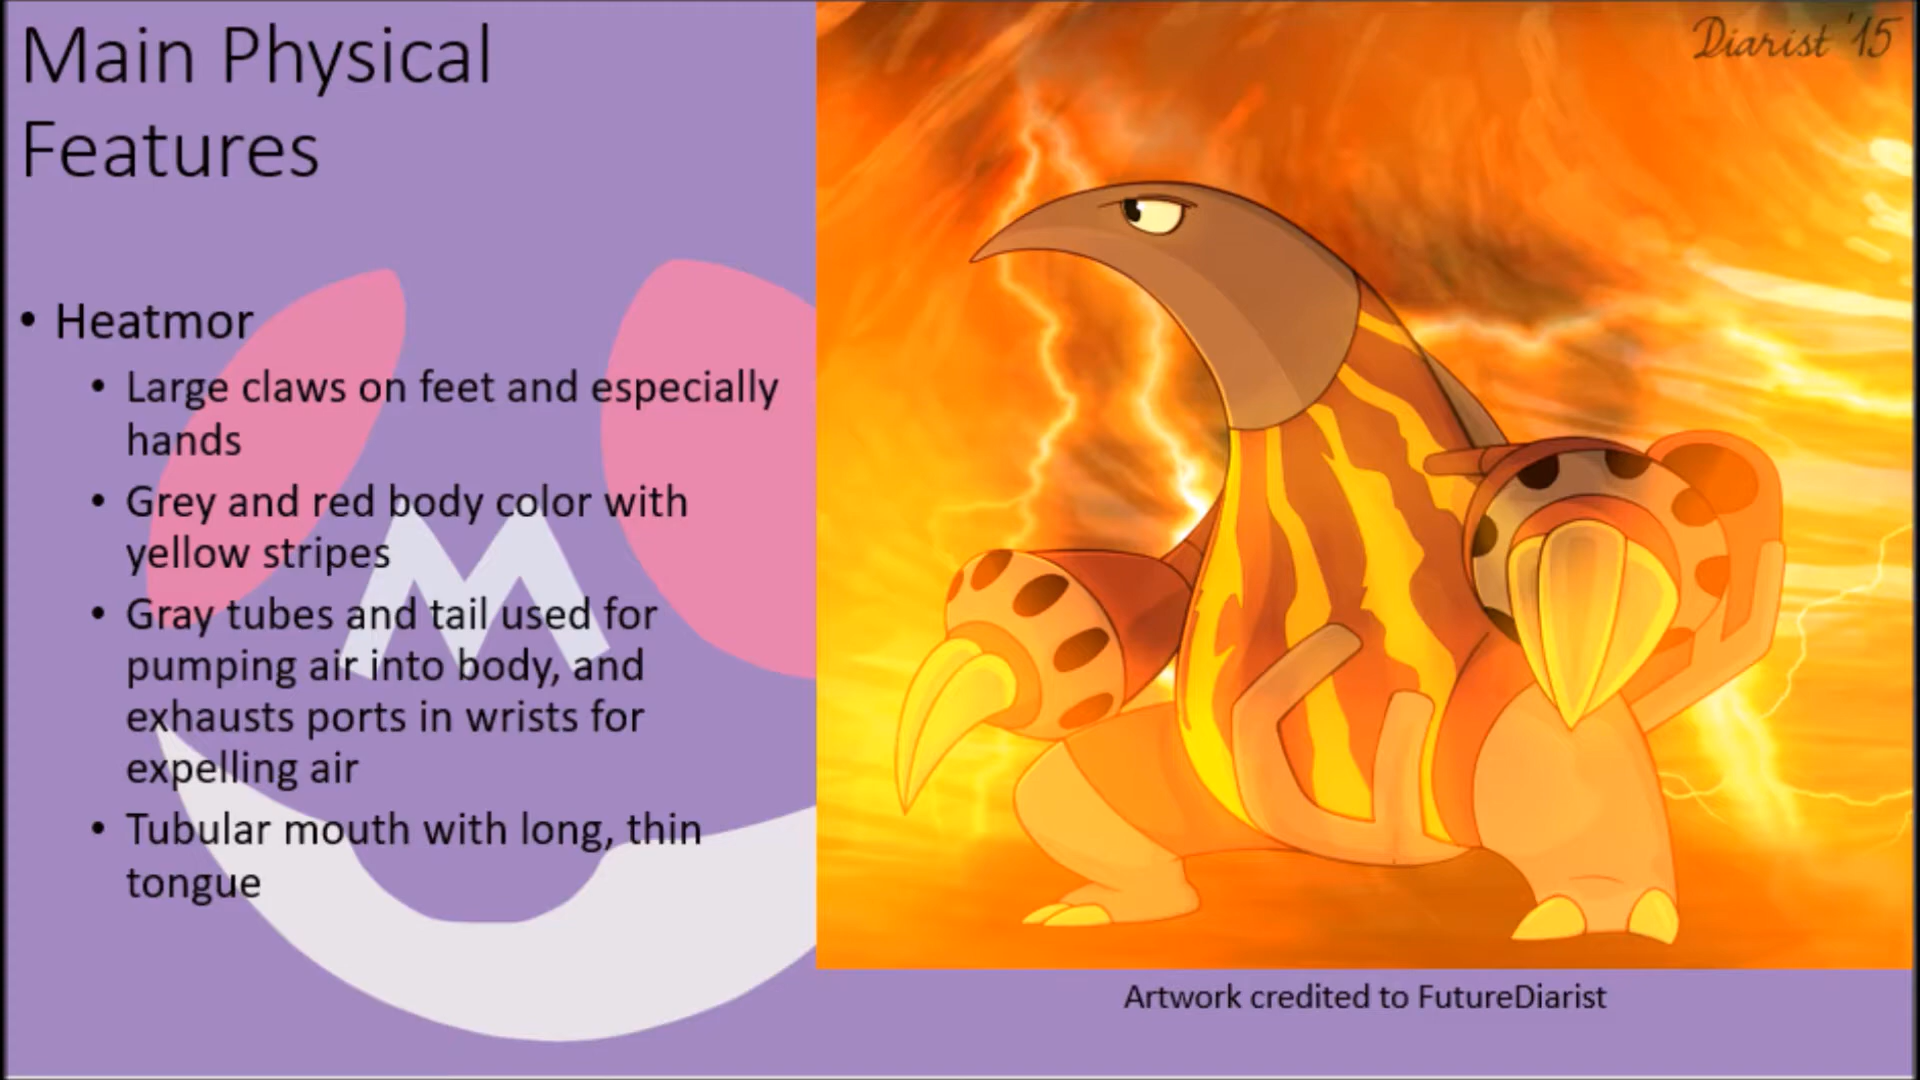 Main Physical
Features
• Heatmor
• Large claws on feet and especially
hands
• Grey and red body color with
yellow stripes
• Gray tubes and tail used for
pumping air into body, and
exhausts ports in wrists for
expelling air
• Tubular mouth with long, thin
tongue
Diarist '15
M
Artwork credited to FutureDiarist